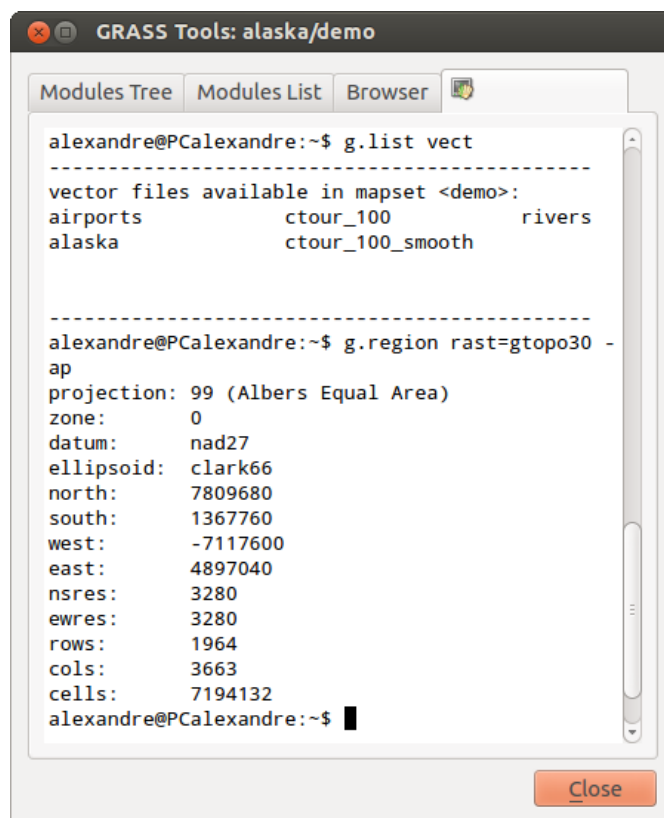 GRASS Tools: alaska/demo
Modules Tree Modules List Browser
alexandre@PCalexandre:~$ g.list vect
----------------------------------------------
vector files available in mapset <demo>:
airports ctour_100 rivers
alaska ctour_100_smooth
----------------------------------------------
alexandre@PCalexandre:~$ g.region rast=gtopo30 -
ap
projection: 99 (Albers Equal Area)
zone: 0
datum: nad27
ellipsoid: clark66
north: 7809680
south: 1367760
west: -7117600
east: 4897040
nsres: 3280
ewres: 3280
rows: 1964
cols: 3663
cells: 7194132
alexandre@PCalexandre:~$
Close